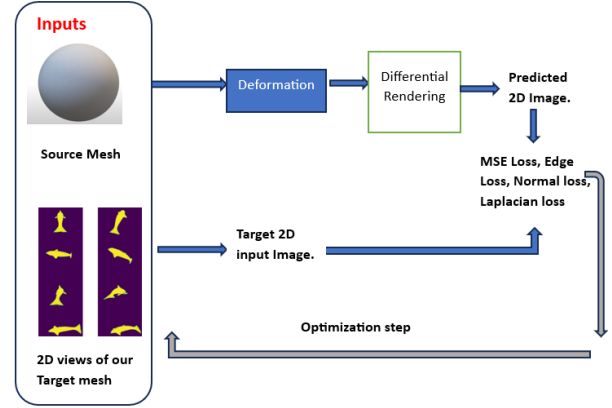 Inputs
Source Mesh
Deformation
Differential
Rendering
Predicted
2D Image.
MSE Loss, Edge
Loss, Normal loss,
Laplacian loss
Target 2D
input Image.
Optimization step
2D views of our
Target mesh